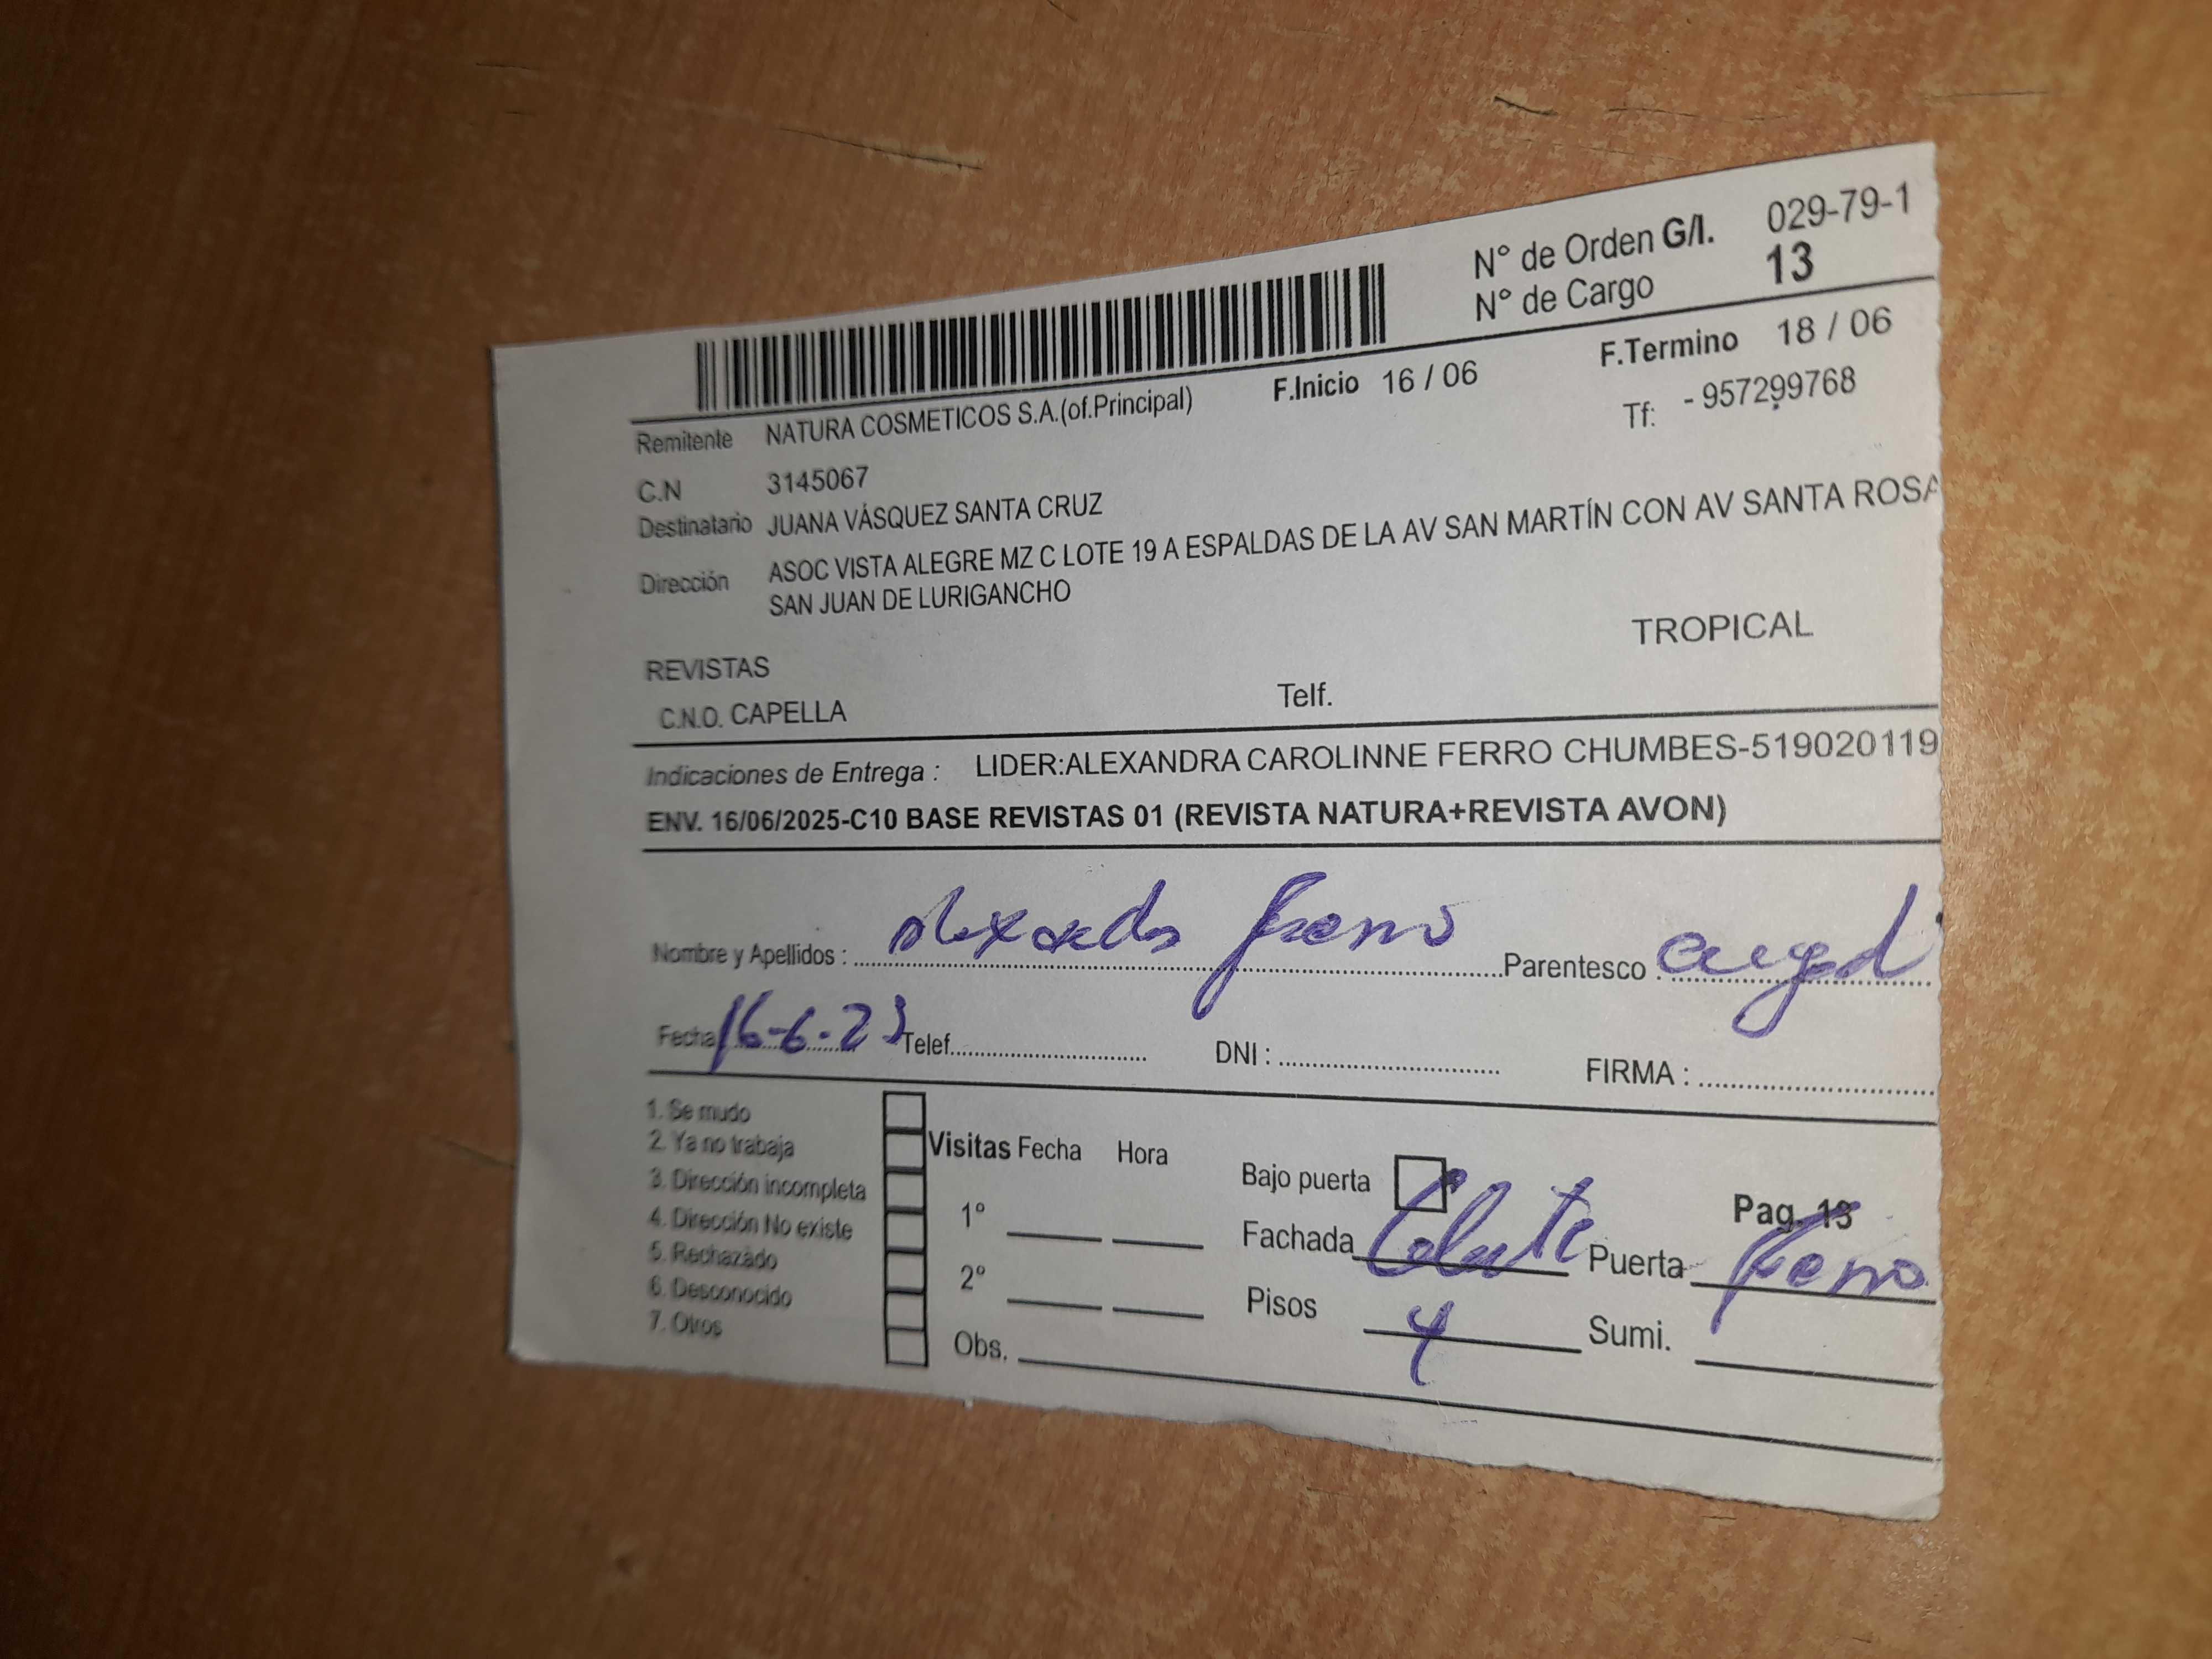 N° de Orden G/I. 029-79-1
N° de Cargo 13
F.Inicio 16 / 06 F.Termino 18 / 06
Remitente NATURA COSMETICOS S.A.(of.Principal) Tf: - 957299768
C.N 3145067
Destinatario JUANA VÁSQUEZ SANTA CRUZ
Dirección ASOC VISTA ALEGRE MZ C LOTE 19 A ESPALDAS DE LA AV SAN MARTÍN CON AV SANTA ROSA
SAN JUAN DE LURIGANCHO
TROPICAL
REVISTAS
C.N.O. CAPELLA Telf.
Indicaciones de Entrega : LIDER:ALEXANDRA CAROLINNE FERRO CHUMBES-519020119
ENV. 16/06/2025-C10 BASE REVISTAS 01 (REVISTA NATURA+REVISTA AVON)
Nombre y Apellidos : Parentesco :
Fecha 16-6-25 Telef. DNI : FIRMA :
1. Se mudo
2. Ya no trabaja
3. Dirección incompleta
4. Dirección No existe
5. Rechazado
6. Desconocido
7. Otros
Visitas Fecha Hora
1°
2°
Obs.
Bajo puerta Pag. 13
Fachada Celeste Puerta Fierro
Pisos 4 Sumi.